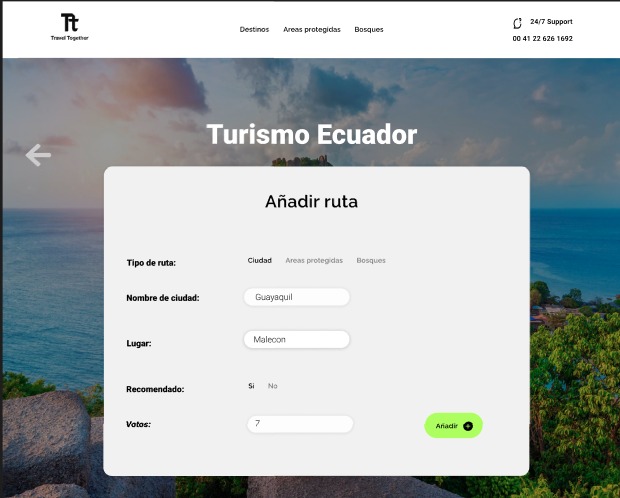 Tt
Travel Together
Destinos Areas protegidas Bosques
24/7 Support
00 41 22 626 1692
Turismo Ecuador
Añadir ruta
Tipo de ruta: Ciudad Areas protegidas Bosques
Nombre de ciudad: Guayaquil
Lugar: Malecon
Recomendado: Si No
Votos: 7
Añadir